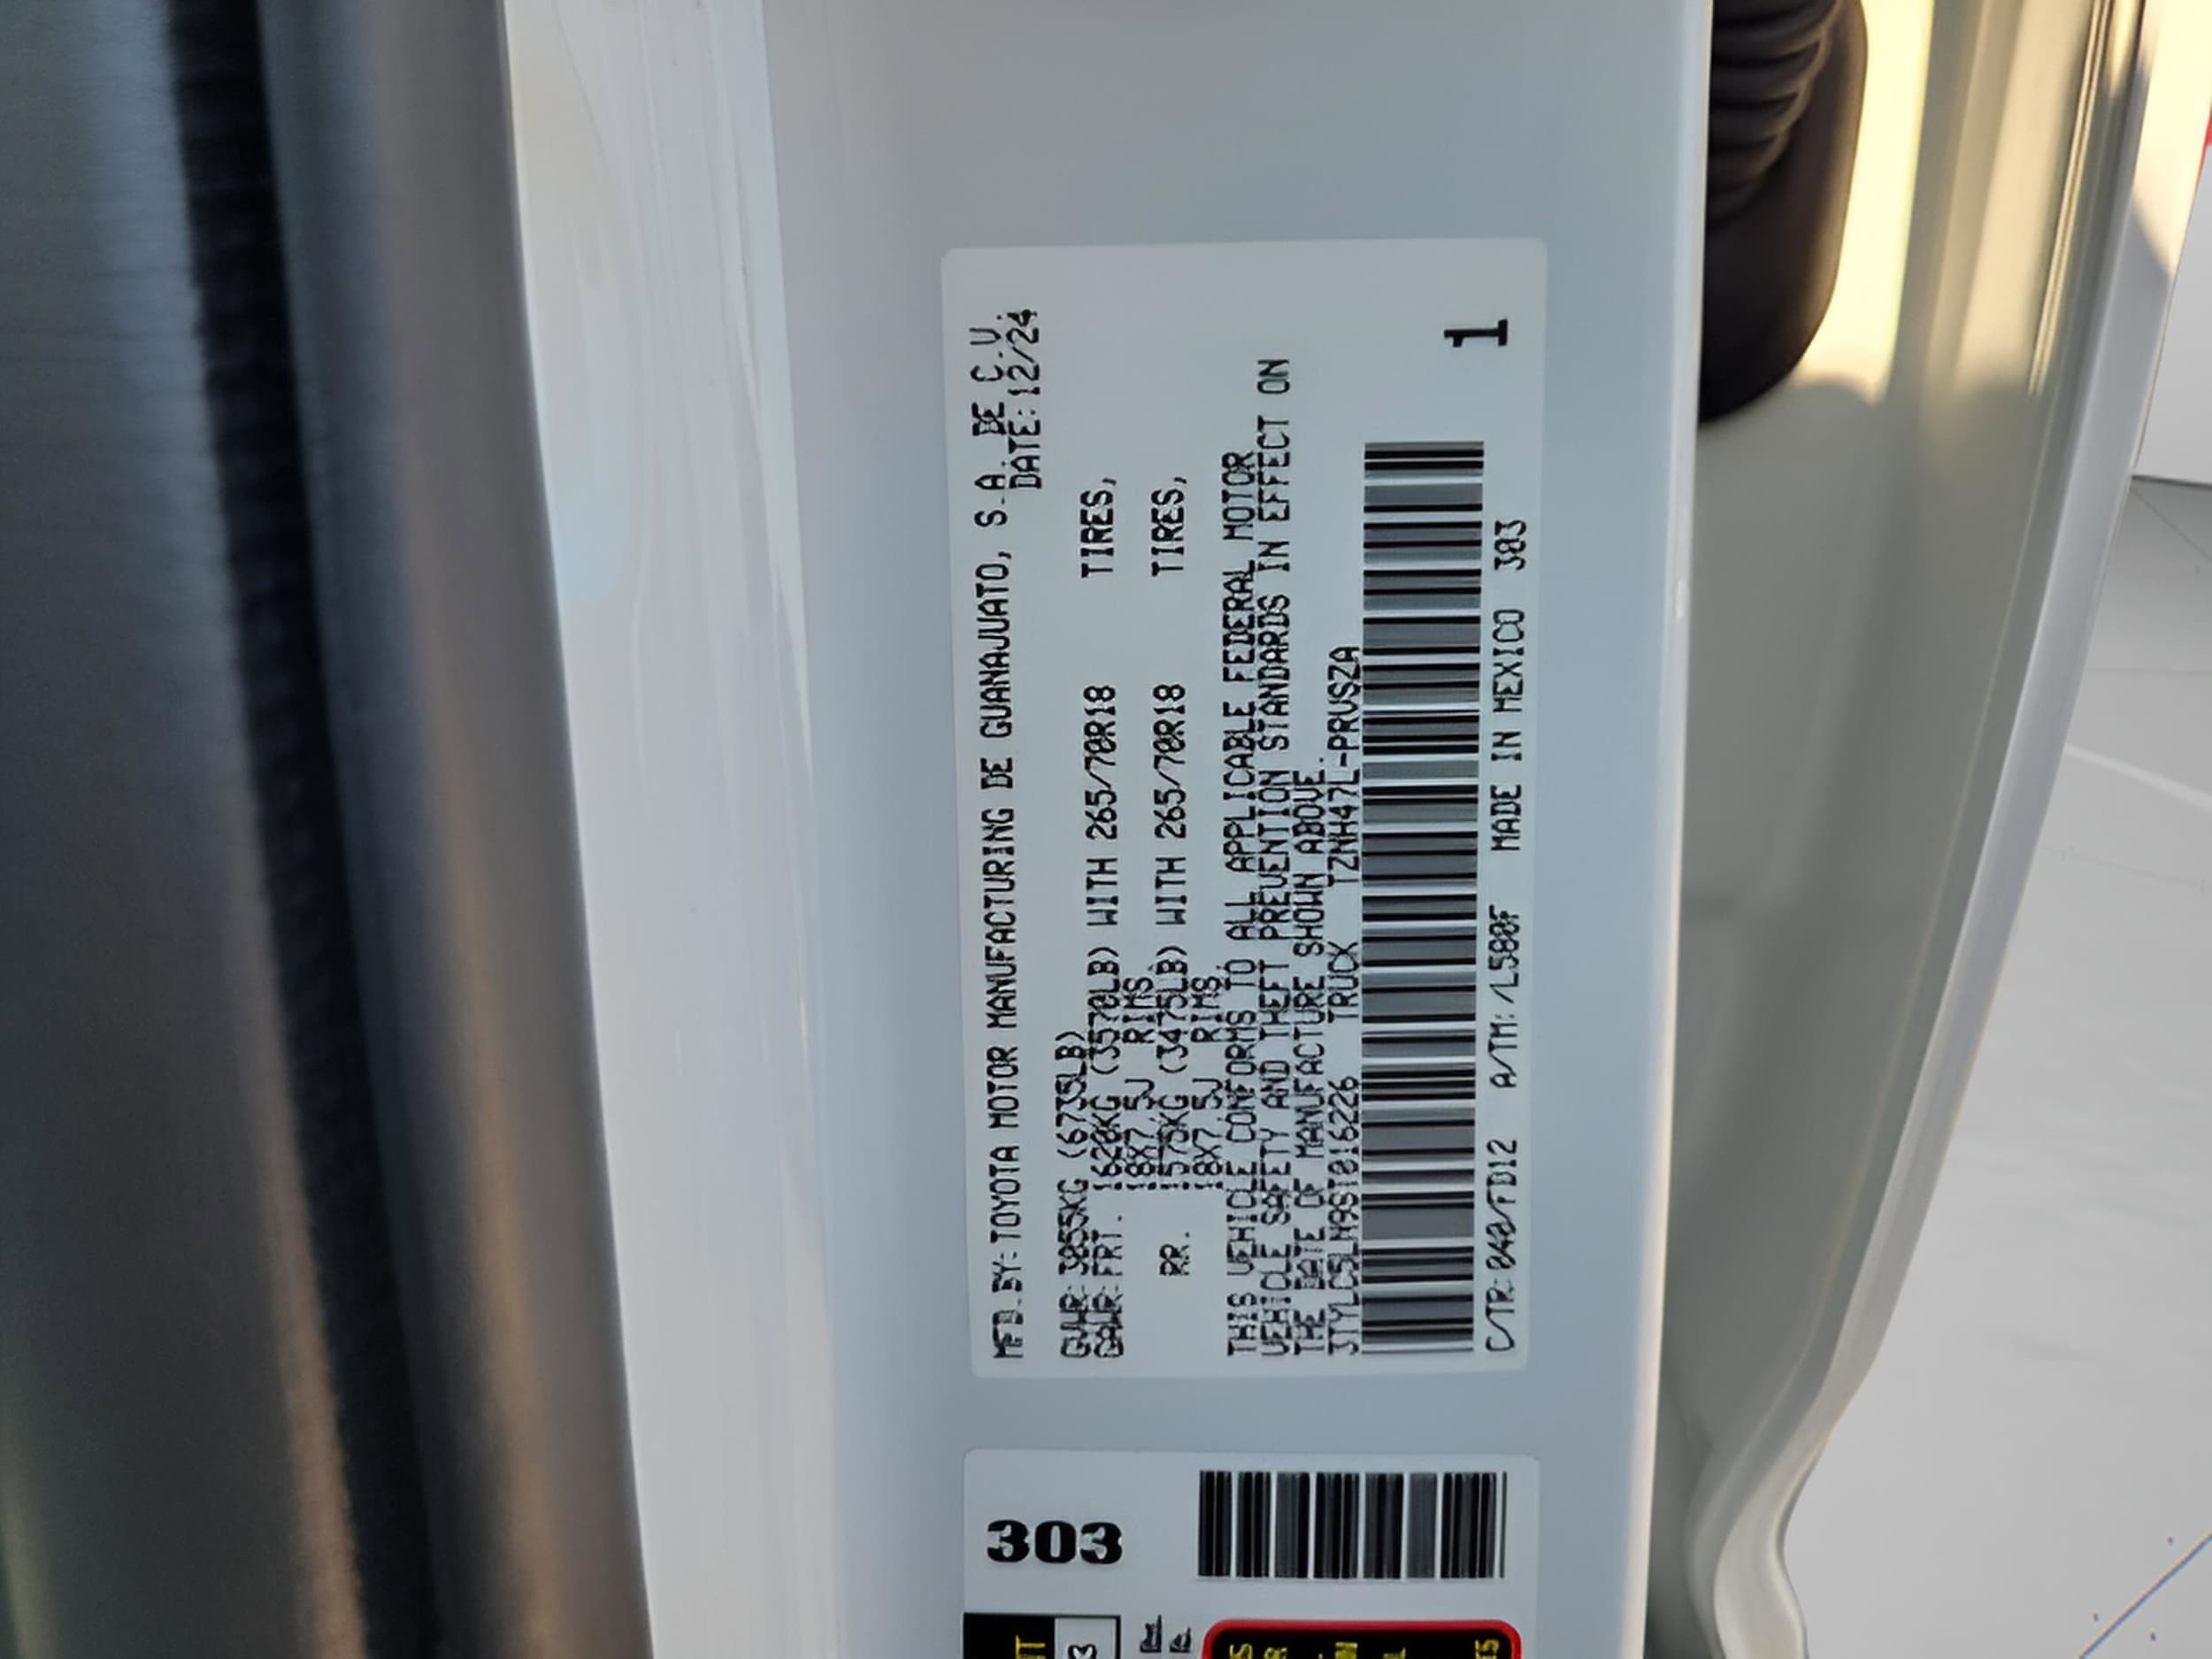 MFD.BY:TOYOTA MOTOR MANUFACTURING DE GUANAJUATO, S.A. DE C.V.
DATE:12/24
GVWR: 3055KG (6735LB)
GAWR:FRT. 1620KG (3570LB) WITH 265/70R18 TIRES,
18X7.5J RIMS,
RR. 1575KG (3475LB) WITH 265/70R18 TIRES,
18X7.5J RIMS,
THIS VEHICLE CONFORMS TO ALL APPLICABLE FEDERAL MOTOR
VEHICLE SAFETY AND THEFT PREVENTION STANDARDS IN EFFECT ON
THE DATE OF MANUFACTURE SHOWN ABOVE.
3TYLC5LN9ST016226 TRUCK TZNH47L-PRVSZA
C/TR:040/FD12 A/TM:/L580F MADE IN MEXICO 303
1
303